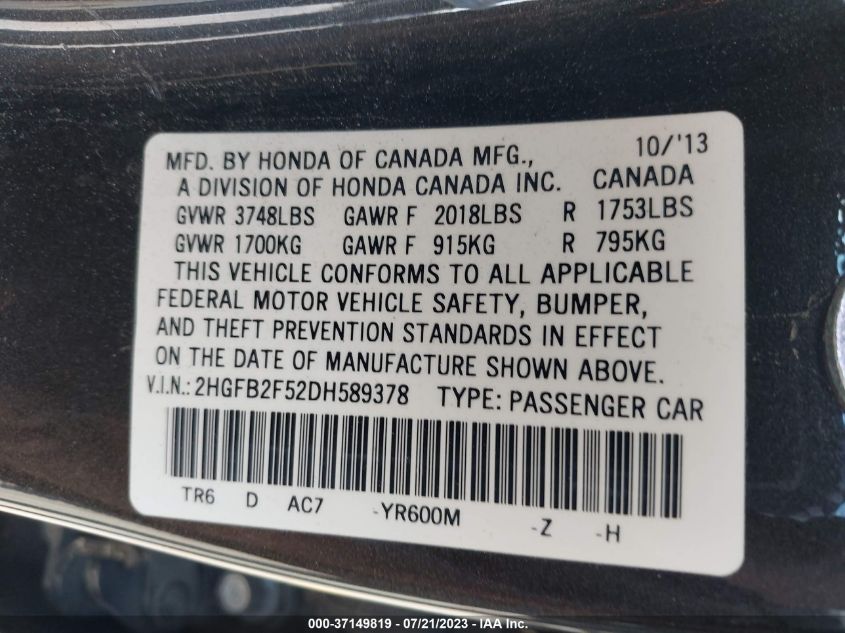 10/'13
MFD. BY HONDA OF CANADA MFG.,
A DIVISION OF HONDA CANADA INC. CANADA
GVWR 3748LBS GAWR F 2018LBS R 1753LBS
GVWR 1700KG GAWR F 915KG R 795KG
THIS VEHICLE CONFORMS TO ALL APPLICABLE
FEDERAL MOTOR VEHICLE SAFETY, BUMPER,
AND THEFT PREVENTION STANDARDS IN EFFECT
ON THE DATE OF MANUFACTURE SHOWN ABOVE.
V.I.N.: 2HGFB2F52DH589378 TYPE: PASSENGER CAR
TR6 D AC7 -YR600M -Z -H
000-37149819 / 07/21/2023 - IAA Inc.